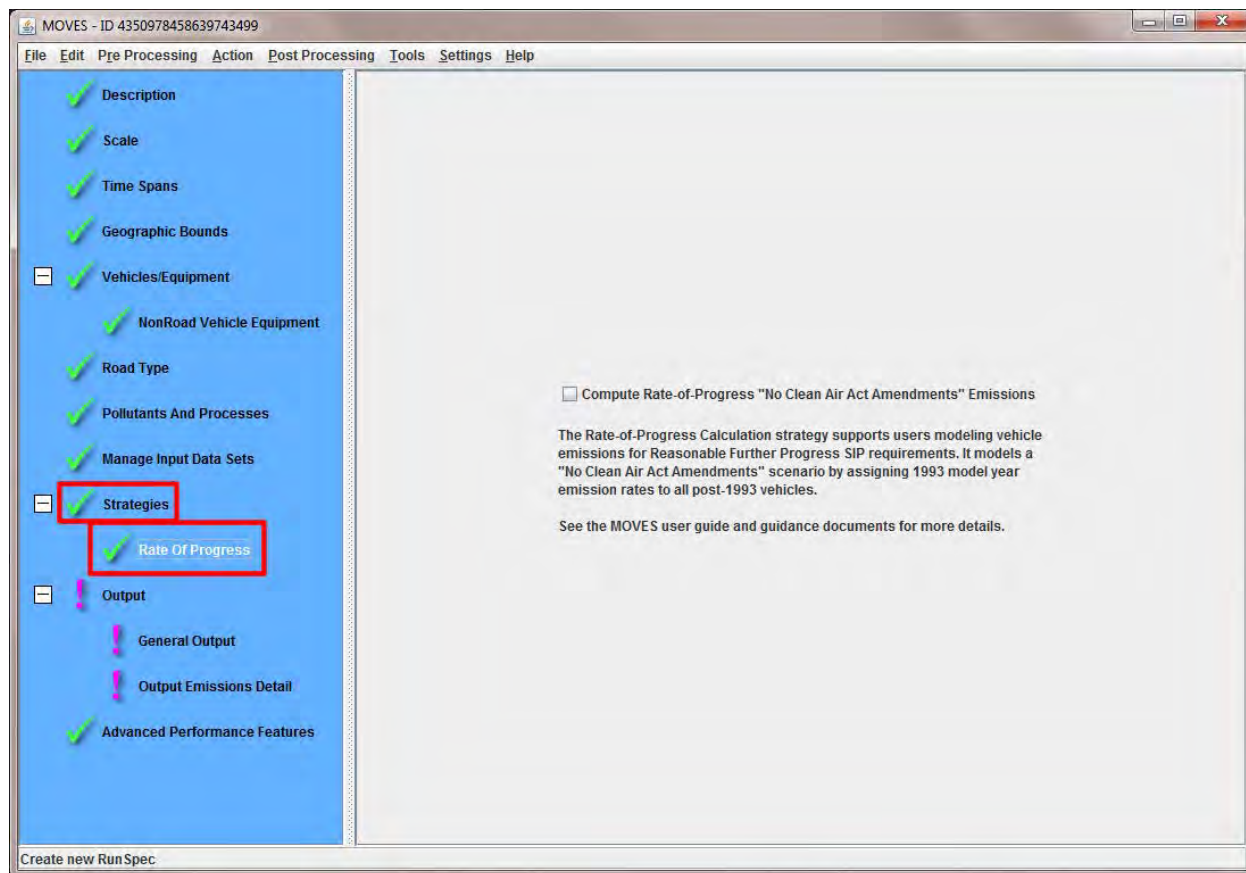 MOVES - ID 4350978458639743499
File Edit Pre Processing Action Post Processing Tools Settings Help
Description
Scale
Time Spans
Geographic Bounds
Vehicles/Equipment
NonRoad Vehicle Equipment
Road Type
Pollutants And Processes
Manage Input Data Sets
Strategies
Rate Of Progress
Output
General Output
Output Emissions Detail
Advanced Performance Features
Compute Rate-of-Progress "No Clean Air Act Amendments" Emissions
The Rate-of-Progress Calculation strategy supports users modeling vehicle
emissions for Reasonable Further Progress SIP requirements. It models a
"No Clean Air Act Amendments" scenario by assigning 1993 model year
emission rates to all post-1993 vehicles.
See the MOVES user guide and guidance documents for more details.
Create new RunSpec